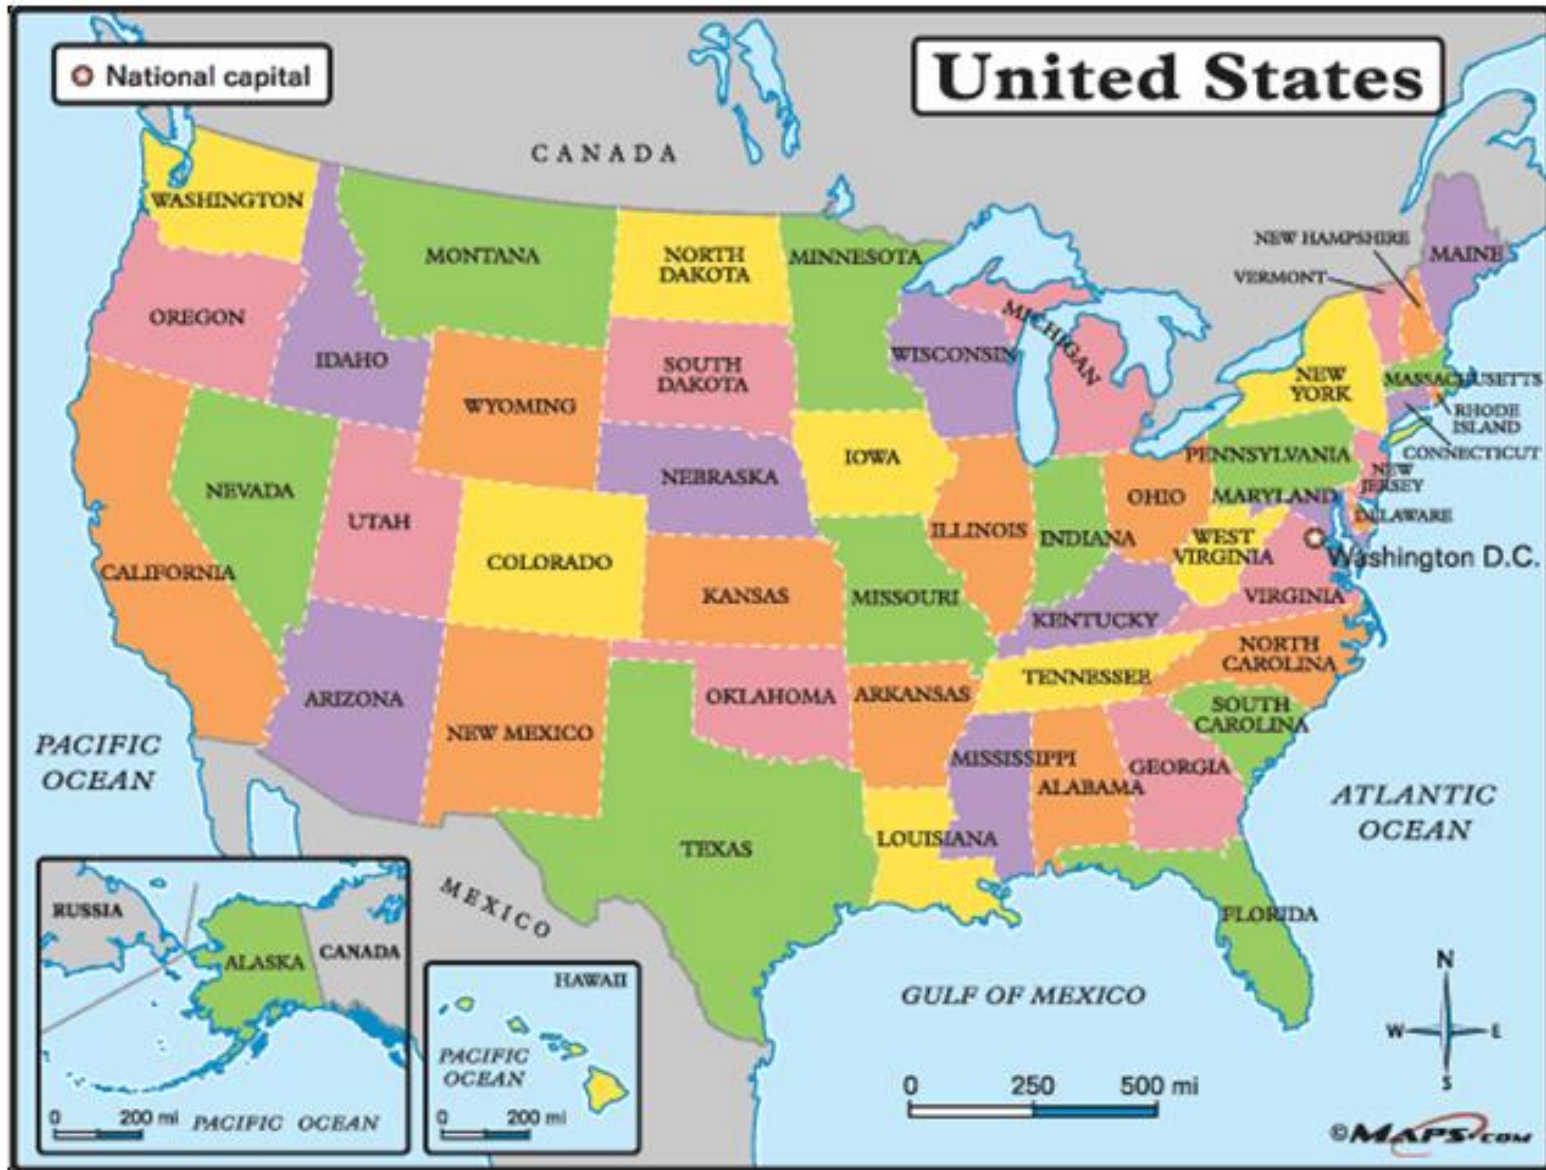 National capital
United States
CANADA
WASHINGTON
MONTANA
NORTH
DAKOTA
MINNESOTA
NEW HAMPSHIRE
VERMONT
MAINE
OREGON
IDAHO
WYOMING
SOUTH
DAKOTA
WISCONSIN
MICHIGAN
NEW
YORK
MASSACHUSETTS
RHODE
ISLAND
CONNECTICUT
NEVADA
UTAH
NEBRASKA
IOWA
ILLINOIS
INDIANA
OHIO
PENNSYLVANIA
NEW
JERSEY
MARYLAND
DELAWARE
WEST
VIRGINIA
Washington D.C.
CALIFORNIA
COLORADO
KANSAS
MISSOURI
KENTUCKY
VIRGINIA
ARIZONA
NEW MEXICO
OKLAHOMA
ARKANSAS
TENNESSEE
NORTH
CAROLINA
SOUTH
CAROLINA
PACIFIC
OCEAN
MISSISSIPPI
ALABAMA
GEORGIA
ATLANTIC
OCEAN
TEXAS
LOUISIANA
FLORIDA
MEXICO
RUSSIA
ALASKA
CANADA
0 200 mi
PACIFIC OCEAN
HAWAII
PACIFIC
OCEAN
0 200 mi
GULF OF MEXICO
0 250 500 mi
N
W E
S
©MAPS.COM